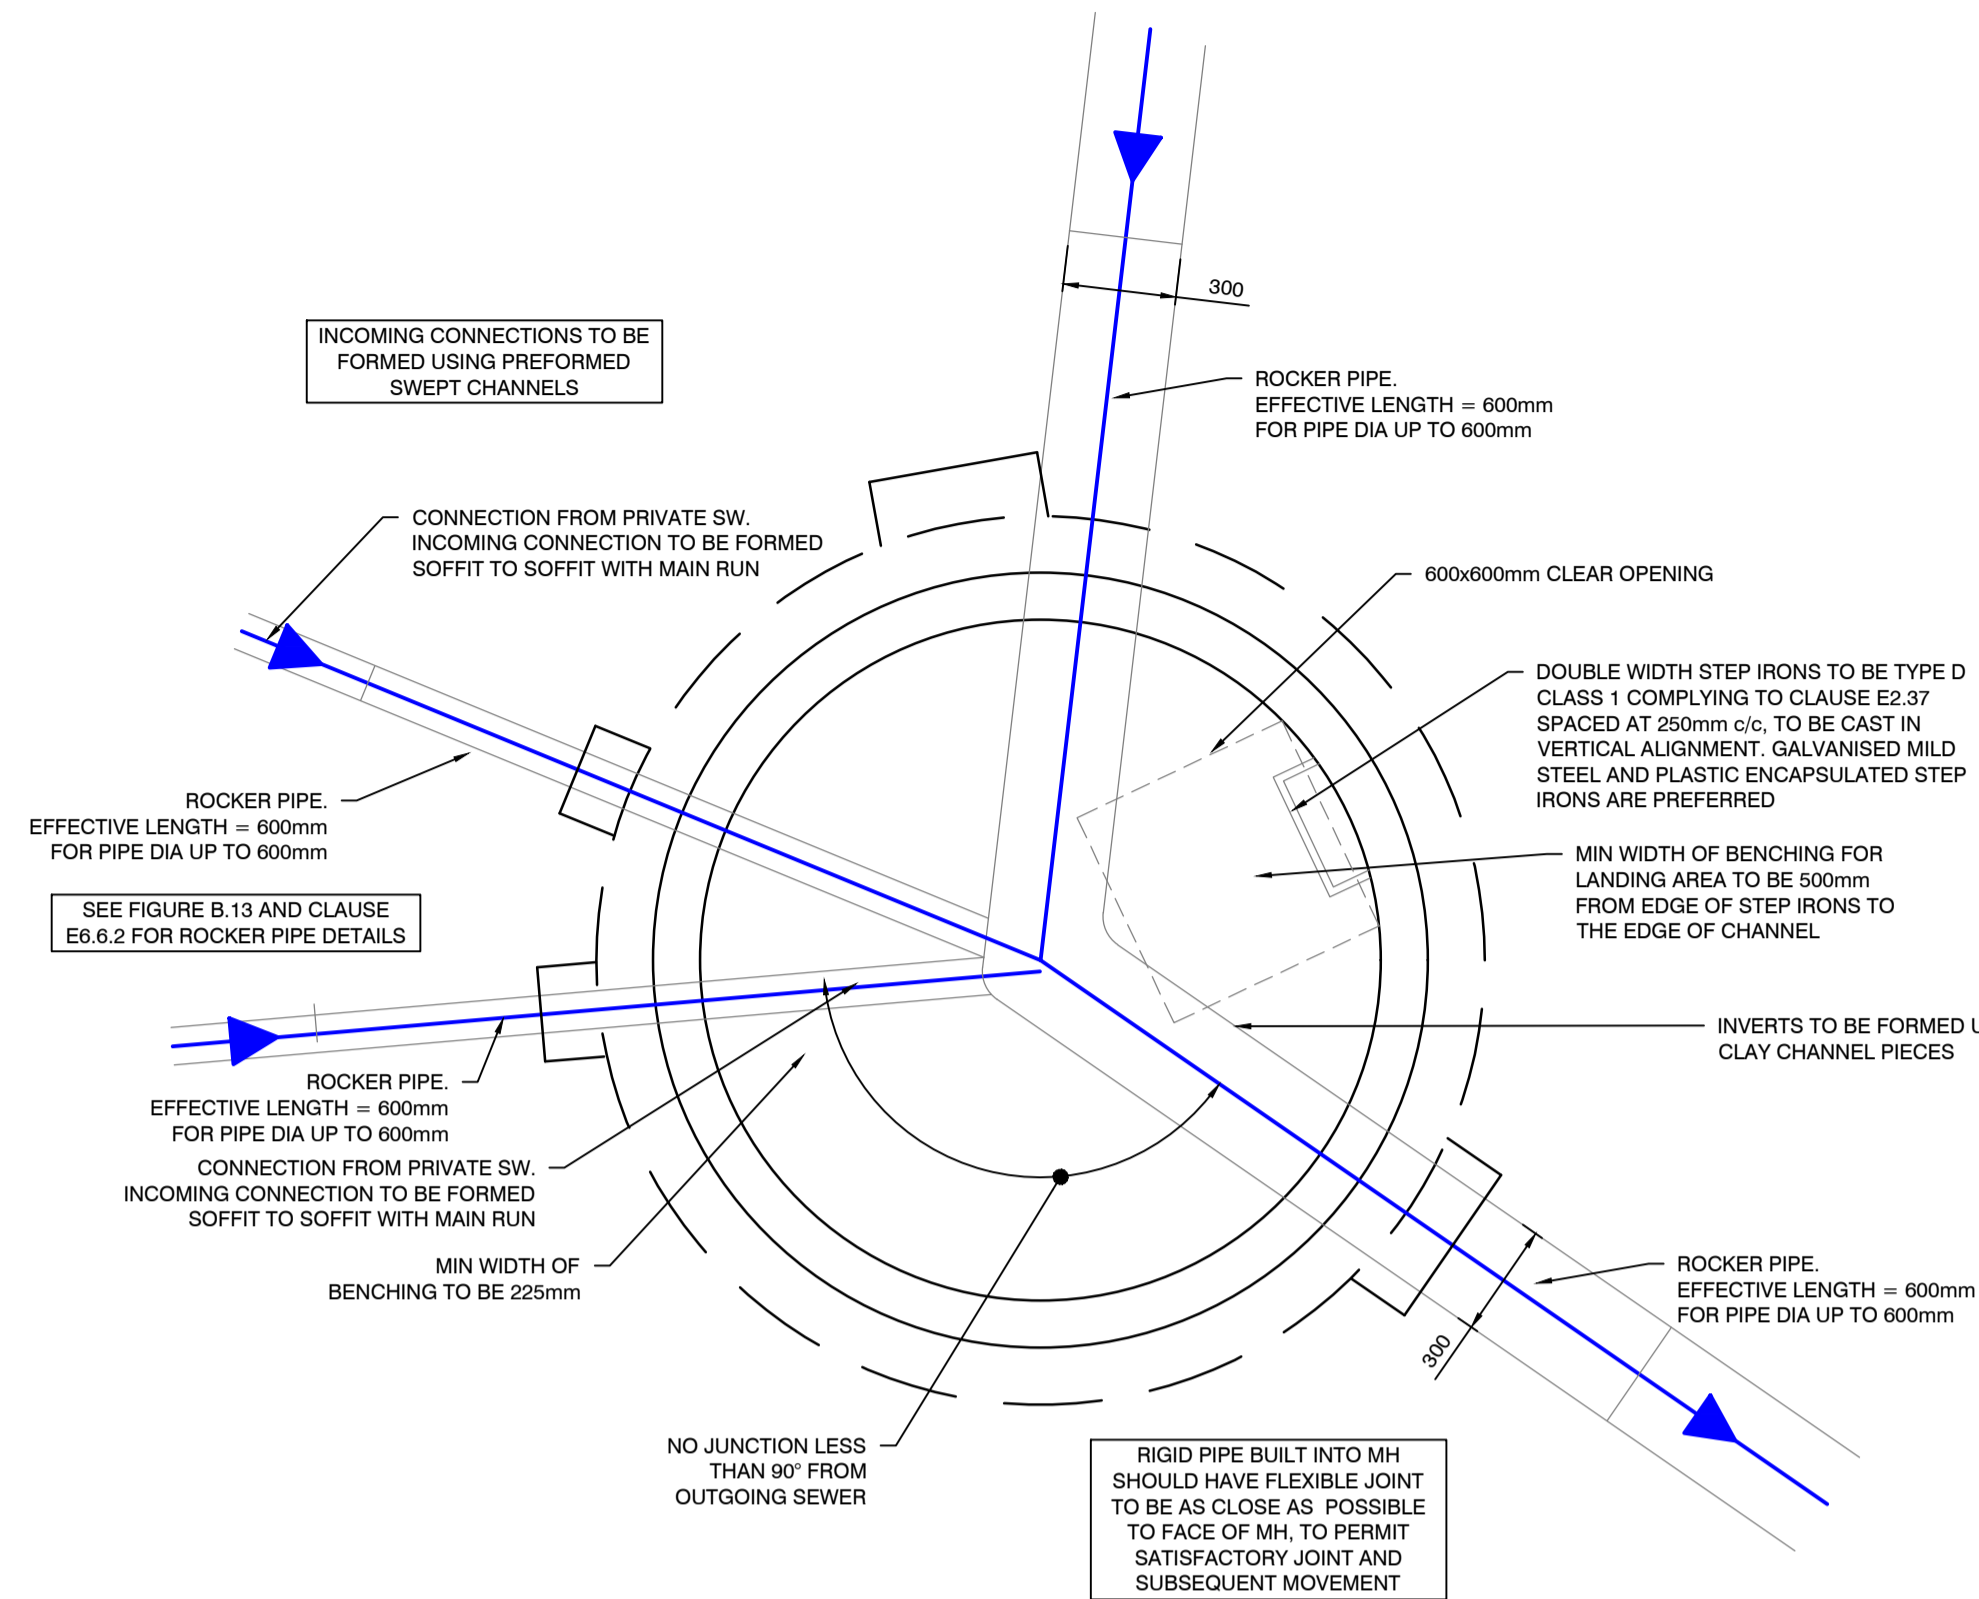 300
INCOMING CONNECTIONS TO BE
FORMED USING PREFORMED
SWEPT CHANNELS
ROCKER PIPE.
EFFECTIVE LENGTH = 600mm
FOR PIPE DIA UP TO 600mm
CONNECTION FROM PRIVATE SW.
INCOMING CONNECTION TO BE FORMED
SOFFIT TO SOFFIT WITH MAIN RUN
600x600mm CLEAR OPENING
DOUBLE WIDTH STEP IRONS TO BE TYPE D
CLASS 1 COMPLYING TO CLAUSE E2.37
SPACED AT 250mm c/c, TO BE CAST IN
VERTICAL ALIGNMENT. GALVANISED MILD
STEEL AND PLASTIC ENCAPSULATED STEP
IRONS ARE PREFERRED
ROCKER PIPE.
EFFECTIVE LENGTH = 600mm
FOR PIPE DIA UP TO 600mm
MIN WIDTH OF BENCHING FOR
LANDING AREA TO BE 500mm
FROM EDGE OF STEP IRONS TO
THE EDGE OF CHANNEL
SEE FIGURE B.13 AND CLAUSE
E6.6.2 FOR ROCKER PIPE DETAILS
INVERTS TO BE FORMED
CLAY CHANNEL PIECES
ROCKER PIPE.
EFFECTIVE LENGTH = 600mm
FOR PIPE DIA UP TO 600mm
CONNECTION FROM PRIVATE SW.
INCOMING CONNECTION TO BE FORMED
SOFFIT TO SOFFIT WITH MAIN RUN
MIN WIDTH OF
BENCHING TO BE 225mm
ROCKER PIPE.
EFFECTIVE LENGTH = 600mm
FOR PIPE DIA UP TO 600mm
300
NO JUNCTION LESS
THAN 90° FROM
OUTGOING SEWER
RIGID PIPE BUILT INTO MH
SHOULD HAVE FLEXIBLE JOINT
TO BE AS CLOSE AS POSSIBLE
TO FACE OF MH, TO PERMIT
SATISFACTORY JOINT AND
SUBSEQUENT MOVEMENT